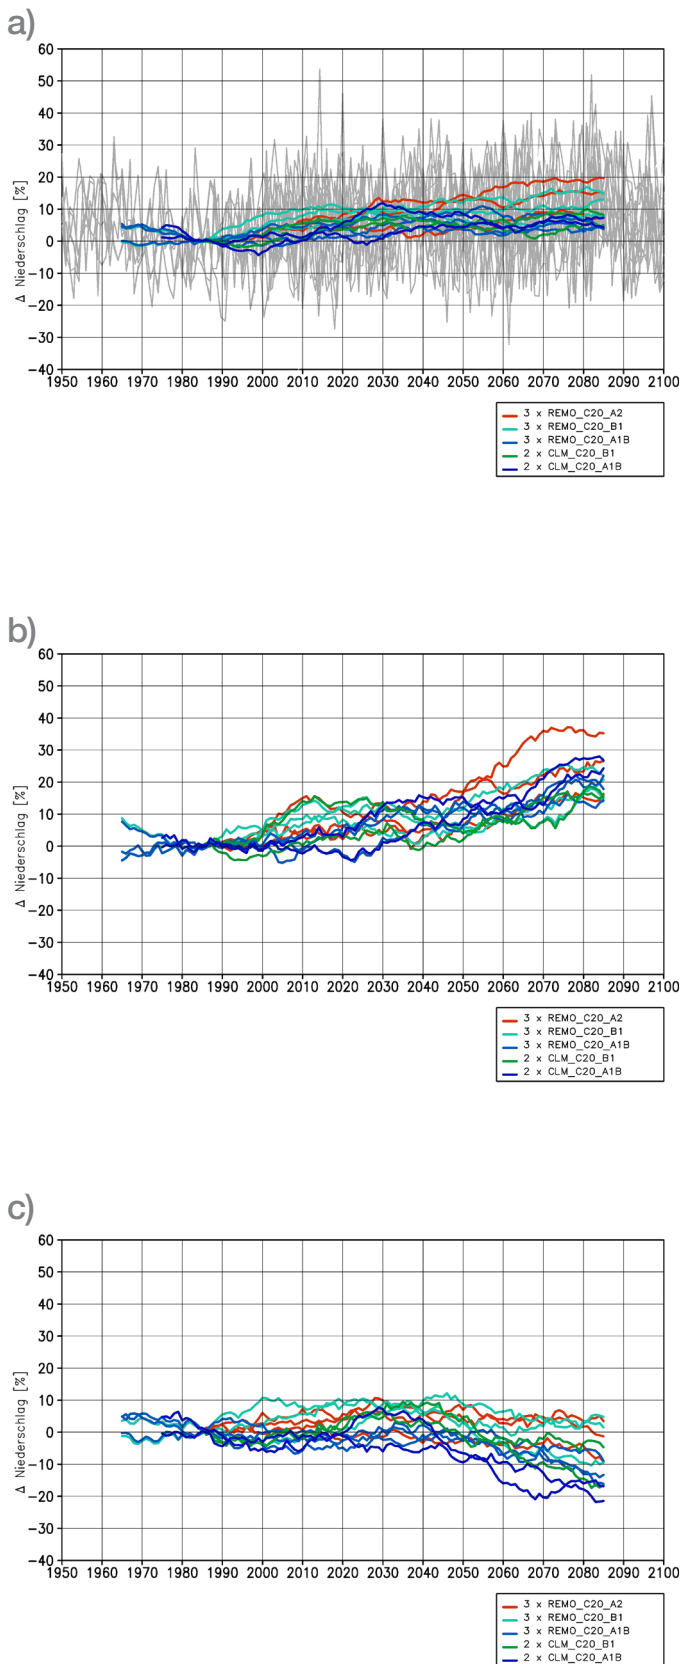 a)
60
50
40
30
20
10
0
−10
−20
−30
−40
Δ Niederschlag [%]
1950 1960 1970 1980 1990 2000 2010 2020 2030 2040 2050 2060 2070 2080 2090 2100
3 x REMO_C20_A2
3 x REMO_C20_B1
3 x REMO_C20_A1B
2 x CLM_C20_B1
2 x CLM_C20_A1B
b)
60
50
40
30
20
10
0
−10
−20
−30
−40
Δ Niederschlag [%]
1950 1960 1970 1980 1990 2000 2010 2020 2030 2040 2050 2060 2070 2080 2090 2100
3 x REMO_C20_A2
3 x REMO_C20_B1
3 x REMO_C20_A1B
2 x CLM_C20_B1
2 x CLM_C20_A1B
c)
60
50
40
30
20
10
0
−10
−20
−30
−40
Δ Niederschlag [%]
1950 1960 1970 1980 1990 2000 2010 2020 2030 2040 2050 2060 2070 2080 2090 2100
3 x REMO_C20_A2
3 x REMO_C20_B1
3 x REMO_C20_A1B
2 x CLM_C20_B1
2 x CLM_C20_A1B